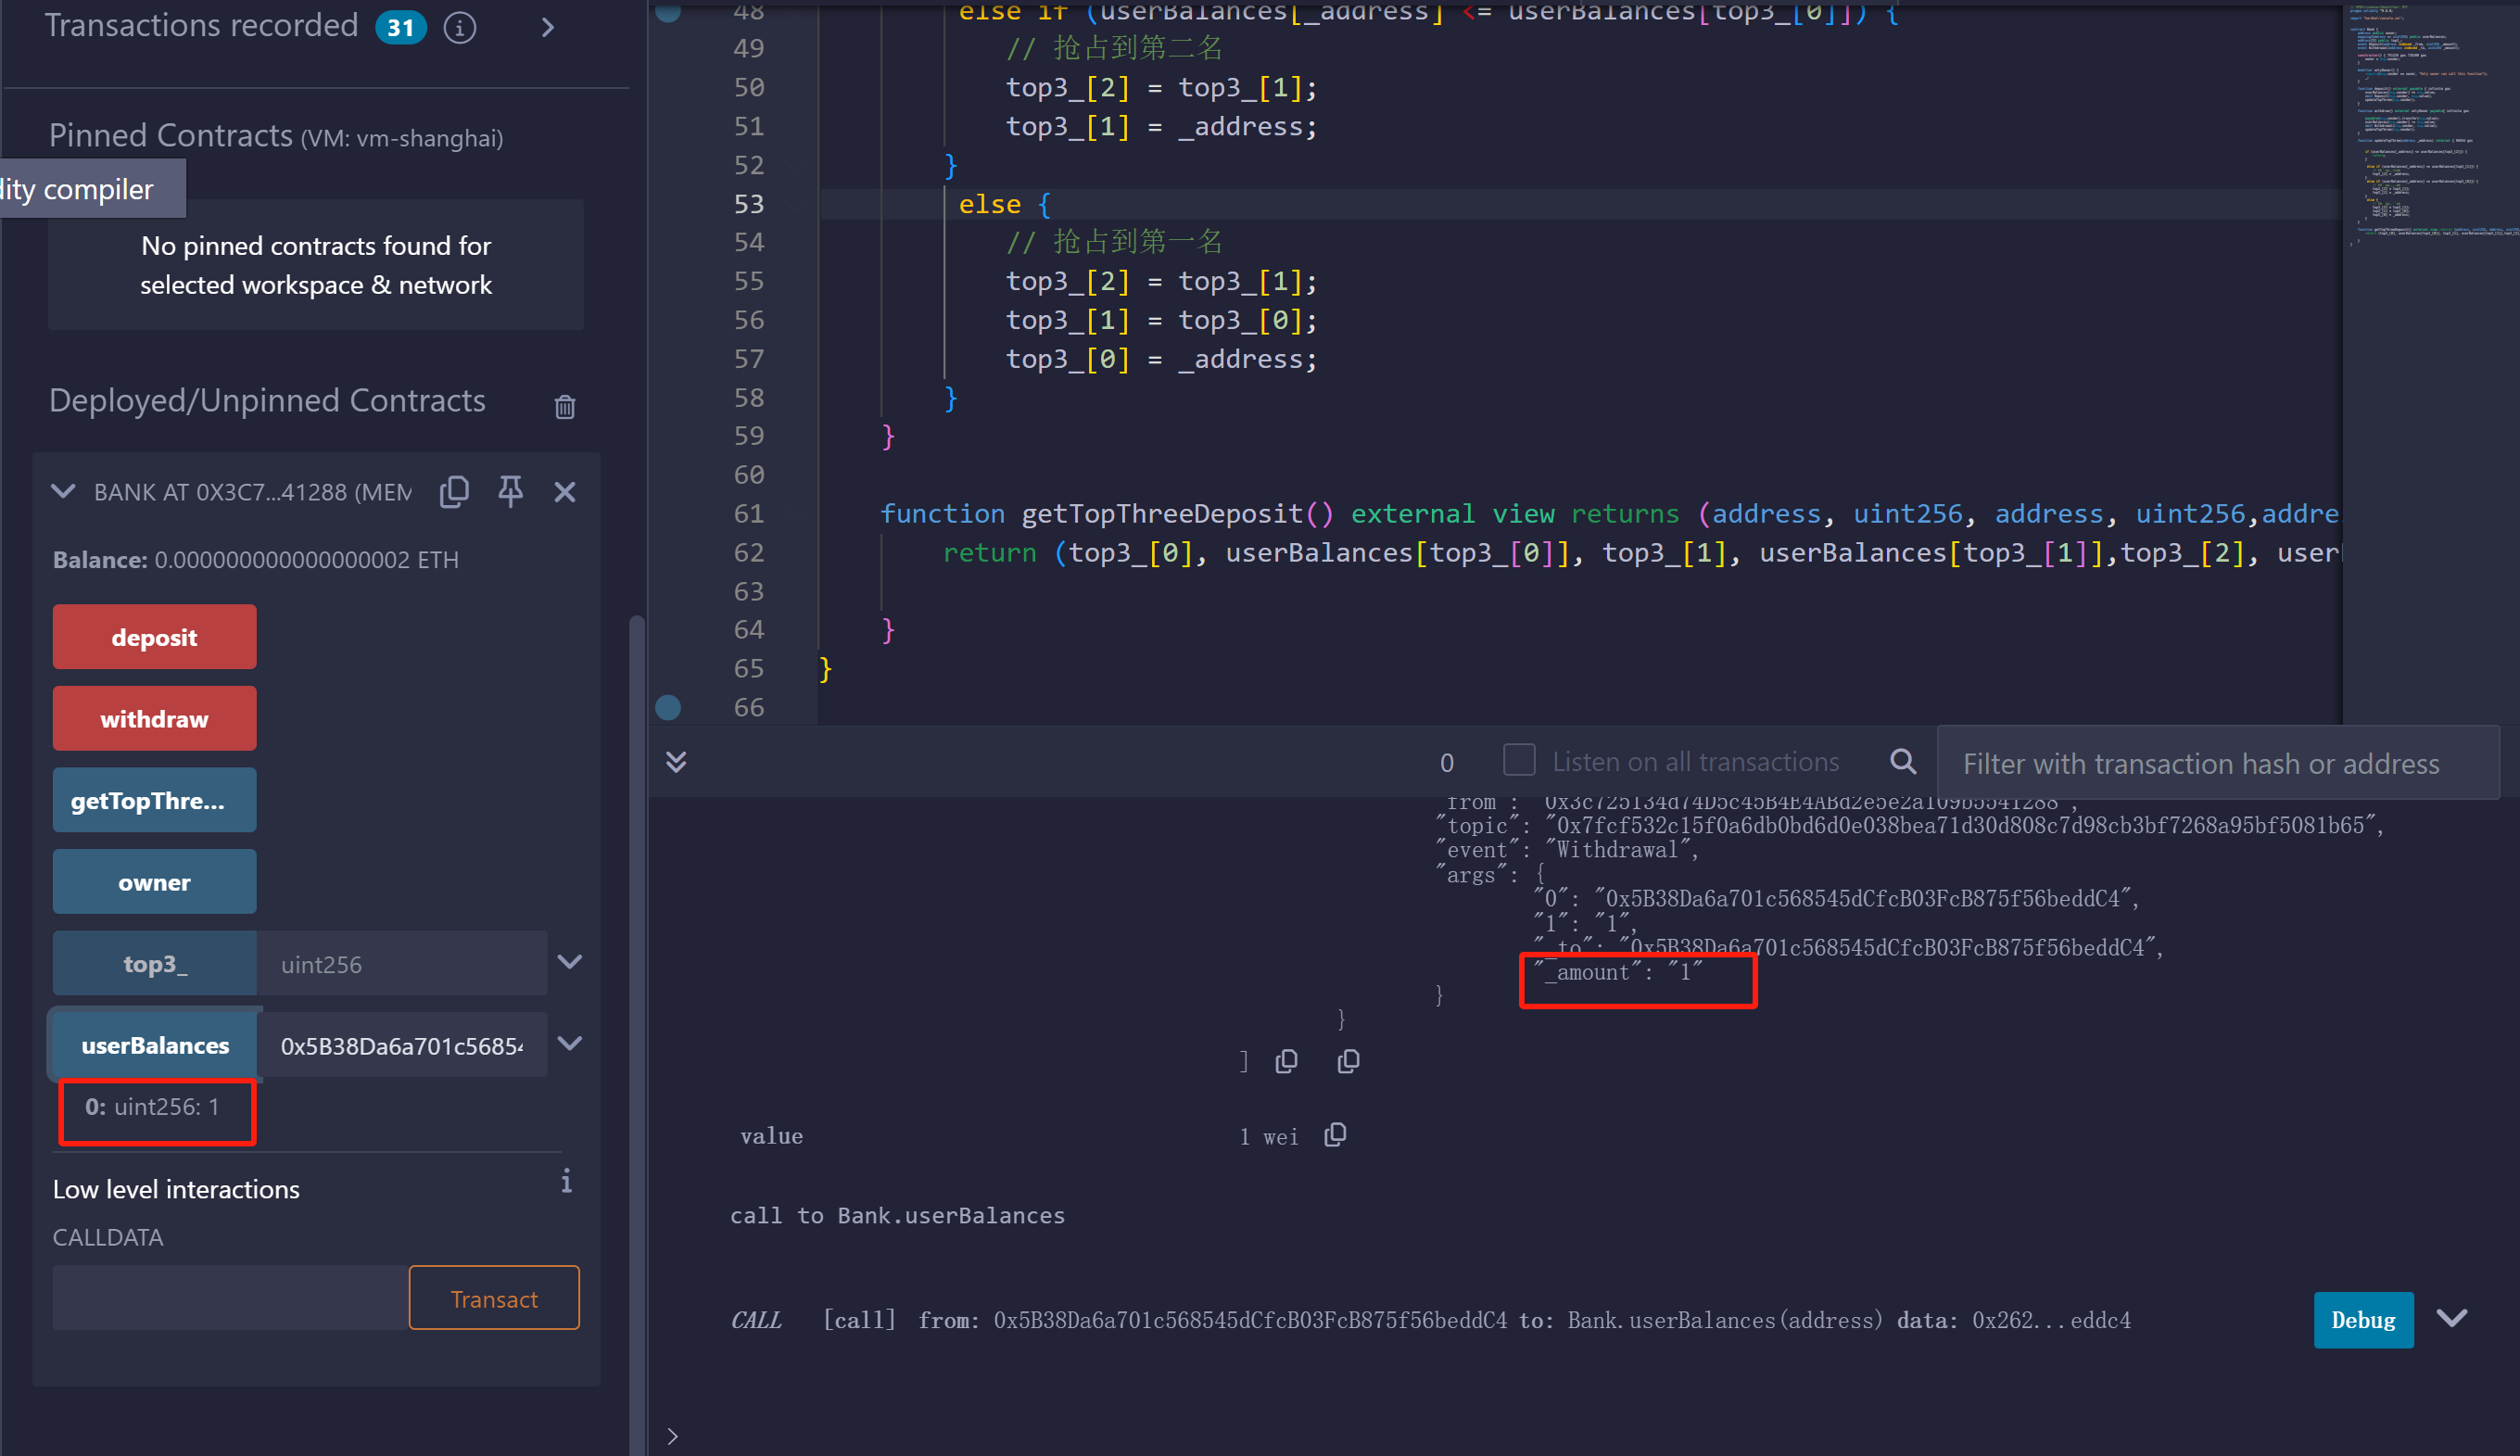 Transactions recorded 31
Pinned Contracts (VM: vm-shanghai)
dity compiler
No pinned contracts found for
selected workspace & network
Deployed/Unpinned Contracts
BANK AT 0X3C7...41288 (MEM
Balance: 0.000000000000000002 ETH
deposit
withdraw
getTopThre...
owner
top3_ uint256
userBalances 0x5B38Da6a701c56854
0: uint256: 1
Low level interactions
CALLDATA
Transact
48 else if (userBalances[_address] <= userBalances[top3_[0]]) {
49 // 抢占到第二名
50 top3_[2] = top3_[1];
51 top3_[1] = _address;
52 }
53 else {
54 // 抢占到第一名
55 top3_[2] = top3_[1];
56 top3_[1] = top3_[0];
57 top3_[0] = _address;
58 }
59 }
60
61 function getTopThreeDeposit() external view returns (address, uint256, address, uint256,addre
62 return (top3_[0], userBalances[top3_[0]], top3_[1], userBalances[top3_[1]],top3_[2], user
63
64 }
65 }
66
0 Listen on all transactions Filter with transaction hash or address
"from": "0x3c725134d74D5c45B4E4ABd2e5e2a109b5541288",
"topic": "0x7fcf532c15f0a6db0bd6d0e038bea71d30d808c7d98cb3bf7268a95bf5081b65",
"event": "Withdrawal",
"args": {
"0": "0x5B38Da6a701c568545dCfcB03FcB875f56beddC4",
"1": "1",
"_to": "0x5B38Da6a701c568545dCfcB03FcB875f56beddC4",
"_amount": "1"
}
}
]
value 1 wei
call to Bank.userBalances
CALL [call] from: 0x5B38Da6a701c568545dCfcB03FcB875f56beddC4 to: Bank.userBalances(address) data: 0x262...eddc4
Debug
>